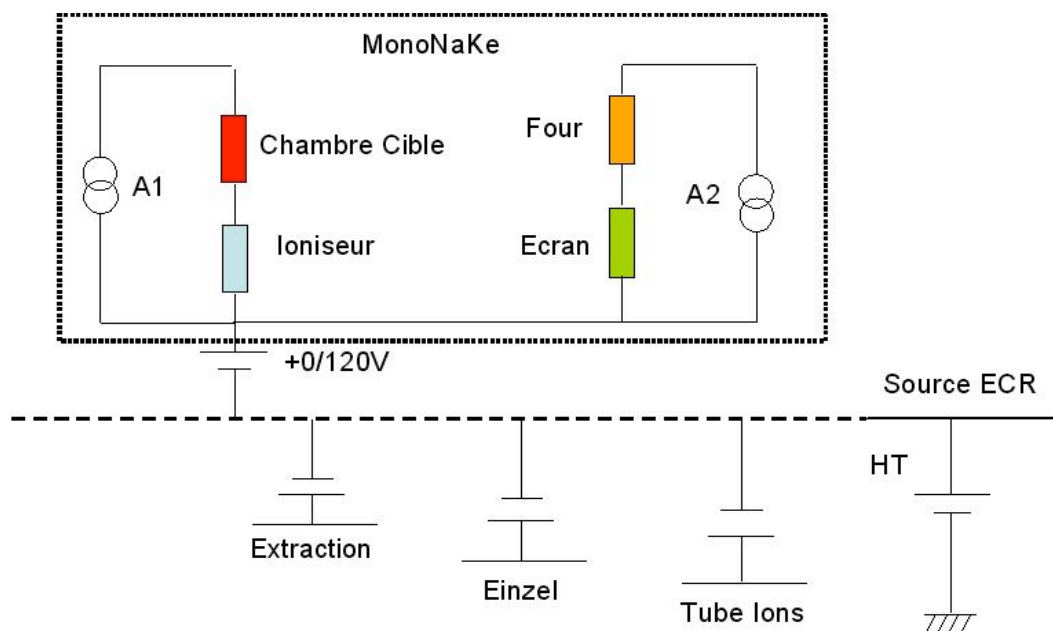 MonoNaKe
Chambre Cible
Four
A1
A2
Ioniseur
Ecran
+0/120V
Source ECR
HT
Extraction
Einzel
Tube Ions